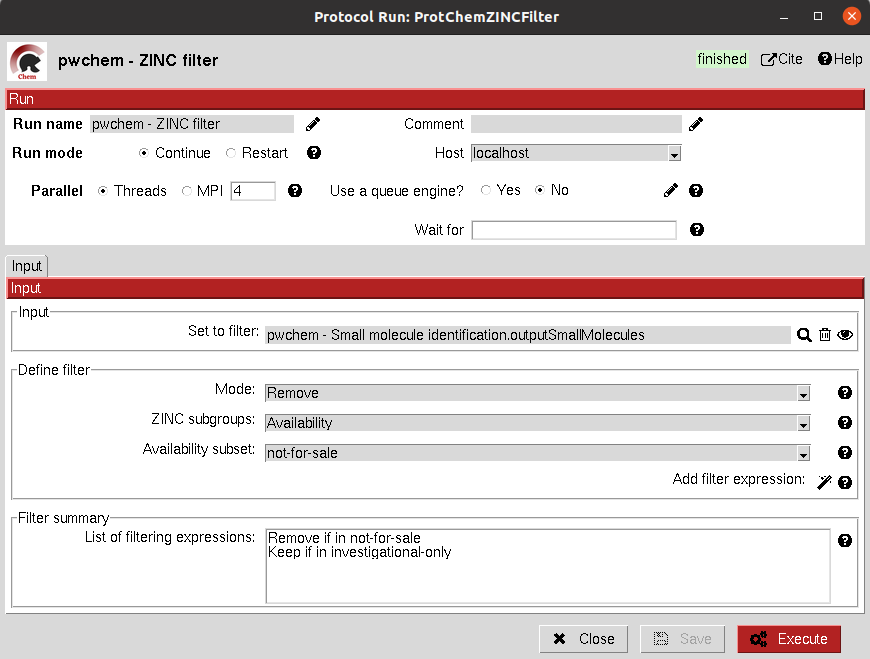 Protocol Run: ProtChemZINCFilter
Chem
pwchem - ZINC filter
finished Cite Help
Run
Run name pwchem - ZINC filter Comment
Run mode Continue Restart Host localhost
Parallel Threads MPI 4 Use a queue engine? Yes No
Wait for
Input
Input
Input
Set to filter: pwchem - Small molecule identification.outputSmallMolecules
Define filter
Mode: Remove
ZINC subgroups: Availability
Availability subset: not-for-sale
Add filter expression:
Filter summary
List of filtering expressions: Remove if in not-for-sale
Keep if in investigational-only
Close Save Execute